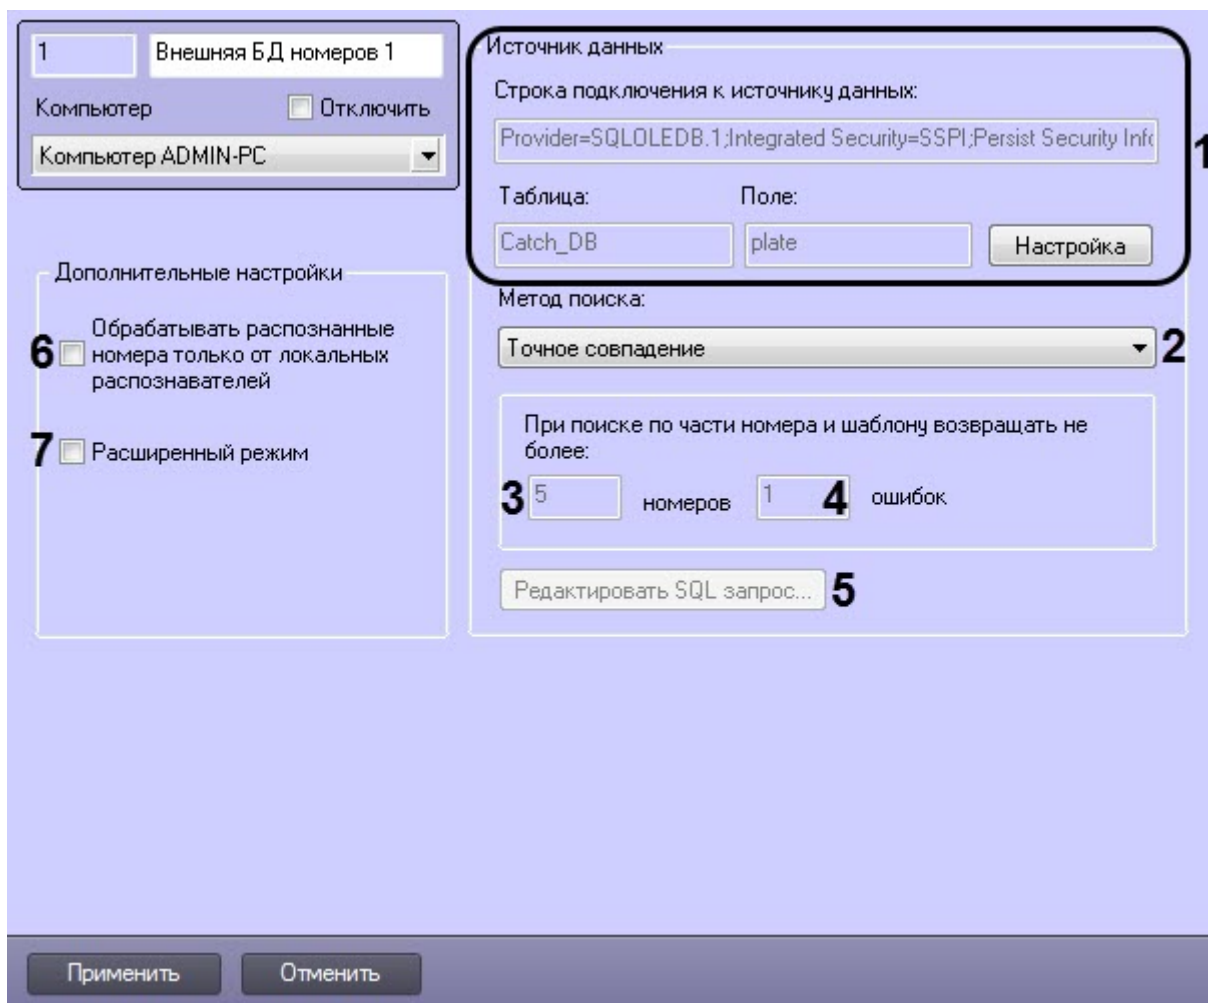 1
Внешняя БД номеров 1
Компьютер
Отключить
Компьютер ADMIN-PC
Источник данных
Строка подключения к источнику данных:
Provider=SQLOLEDB.1;Integrated Security=SSPI;Persist Security Info
1
Таблица:
Поле:
Catch_DB
plate
Настройка
Метод поиска:
Точное совпадение
2
При поиске по части номера и шаблону возвращать не
более:
3
5
номеров
1
4
ошибок
Редактировать SQL запрос...
5
Дополнительные настройки
6
Обрабатывать распознанные
номера только от локальных
распознавателей
7
Расширенный режим
Применить
Отменить